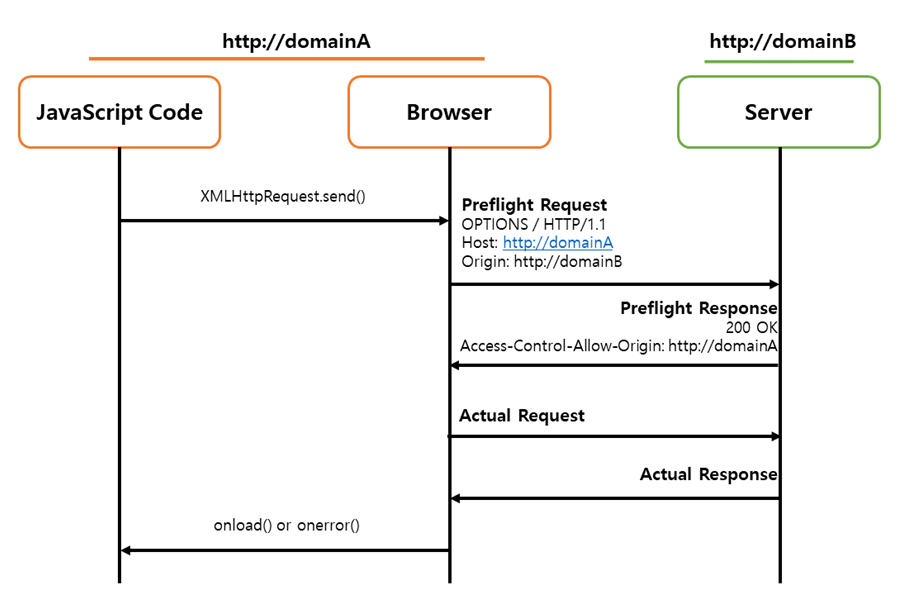 http://domainA
http://domainB
JavaScript Code
Browser
Server
XMLHttpRequest.send()
Preflight Request
OPTIONS / HTTP/1.1
Host: http://domainA
Origin: http://domainB
Preflight Response
200 OK
Access-Control-Allow-Origin: http://domainA
Actual Request
Actual Response
onload() or onerror()